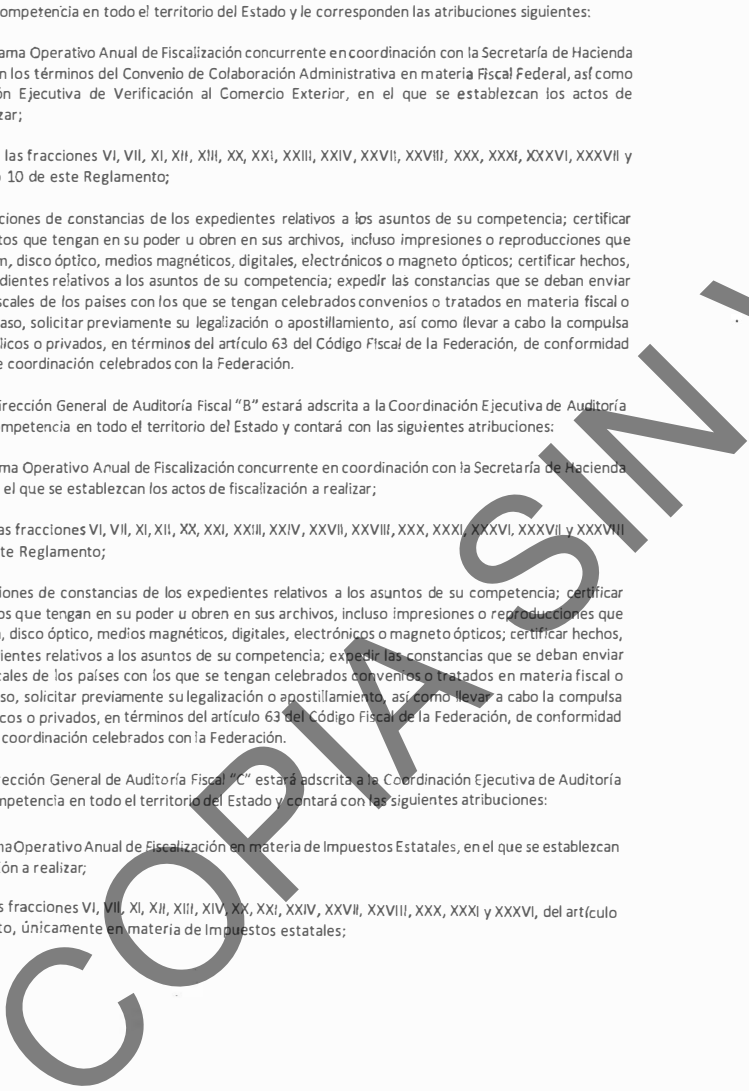 ompetencia en todo el territorio del Estado y le corresponden las atribuciones siguientes:
ama Operativo Anual de Fiscalización concurrente en coordinación con la Secretaría de Hacienda
n los términos del Convenio de Colaboración Administrativa en materia Fiscal Federal, así como
ón Ejecutiva de Verificación al Comercio Exterior, en el que se establezcan los actos de
zar;
las fracciones VI, VII, XI, XII, XIII, XX, XXI, XXIII, XXIV, XXVII, XXVIII, XXX, XXXI, XXXVI, XXXVII y
o 10 de este Reglamento;
ciones de constancias de los expedientes relativos a los asuntos de su competencia; certificar
tos que tengan en su poder u obren en sus archivos, incluso impresiones o reproducciones que
m, disco óptico, medios magnéticos, digitales, electrónicos o magneto ópticos; certificar hechos,
dientes relativos a los asuntos de su competencia; expedir las constancias que se deban enviar
scales de los paises con los que se tengan celebrados convenios o tratados en materia fiscal o
aso, solicitar previamente su legalización o apostillamiento, así como llevar a cabo la compulsa
licos o privados, en términos del artículo 63 del Código Fiscal de la Federación, de conformidad
e coordinación celebrados con la Federación.
irección General de Auditoría Fiscal "B" estará adscrita a la Coordinación Ejecutiva de Auditoría
ompetencia en todo el territorio del Estado y contará con las siguientes atribuciones:
ma Operativo Anual de Fiscalización concurrente en coordinación con la Secretaría de Hacienda
el que se establezcan los actos de fiscalización a realizar;
as fracciones VI, VII, XI, XII, XX, XXI, XXIII, XXIV, XXVII, XXVIII, XXX, XXXI, XXXVI, XXXVII y XXXVIII
te Reglamento;
iones de constancias de los expedientes relativos a los asuntos de su competencia; certificar
os que tengan en su poder u obren en sus archivos, incluso impresiones o reproducciones que
, disco óptico, medios magnéticos, digitales, electrónicos o magneto ópticos; certificar hechos,
ientes relativos a los asuntos de su competencia; expedir las constancias que se deban enviar
cales de los países con los que se tengan celebrados convenios o tratados en materia fiscal o
so, solicitar previamente su legalización o apostillamiento, así como llevar a cabo la compulsa
cos o privados, en términos del artículo 63 del Código Fiscal de la Federación, de conformidad
coordinación celebrados con la Federación.
rección General de Auditoría Fiscal "C" estará adscrita a la Coordinación Ejecutiva de Auditoría
mpetencia en todo el territorio del Estado y contará con las siguientes atribuciones:
ma Operativo Anual de Fiscalización en materia de Impuestos Estatales, en el que se establezcan
ón a realizar;
s fracciones VI, VII, XI, XII, XIII, XIV, XX, XXI, XXIV, XXVII, XXVIII, XXX, XXXI y XXXVI, del artículo
to, únicamente en materia de Impuestos estatales;
COPIA SIN V